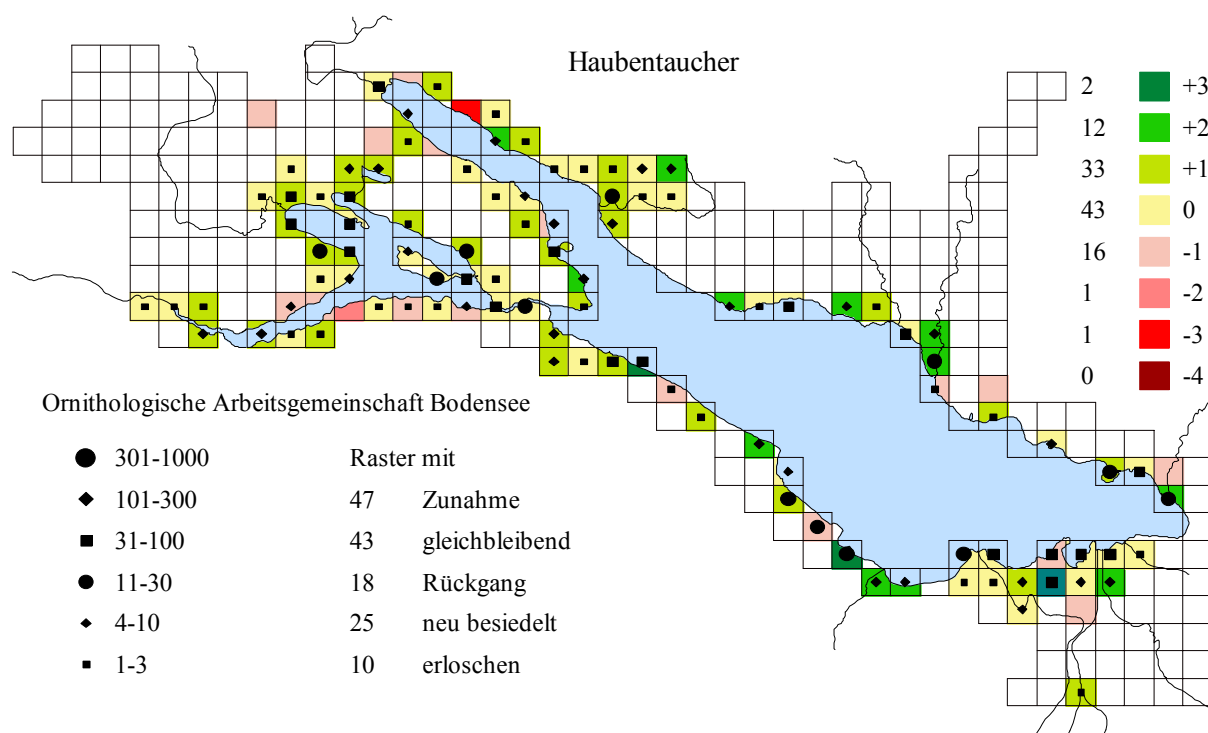 Haubentaucher
2 +3
12 +2
33 +1
43 0
16 -1
1 -2
1 -3
0 -4
Ornithologische Arbeitsgemeinschaft Bodensee
301-1000 Raster mit
101-300 47 Zunahme
31-100 43 gleichbleibend
11-30 18 Rückgang
4-10 25 neu besiedelt
1-3 10 erloschen